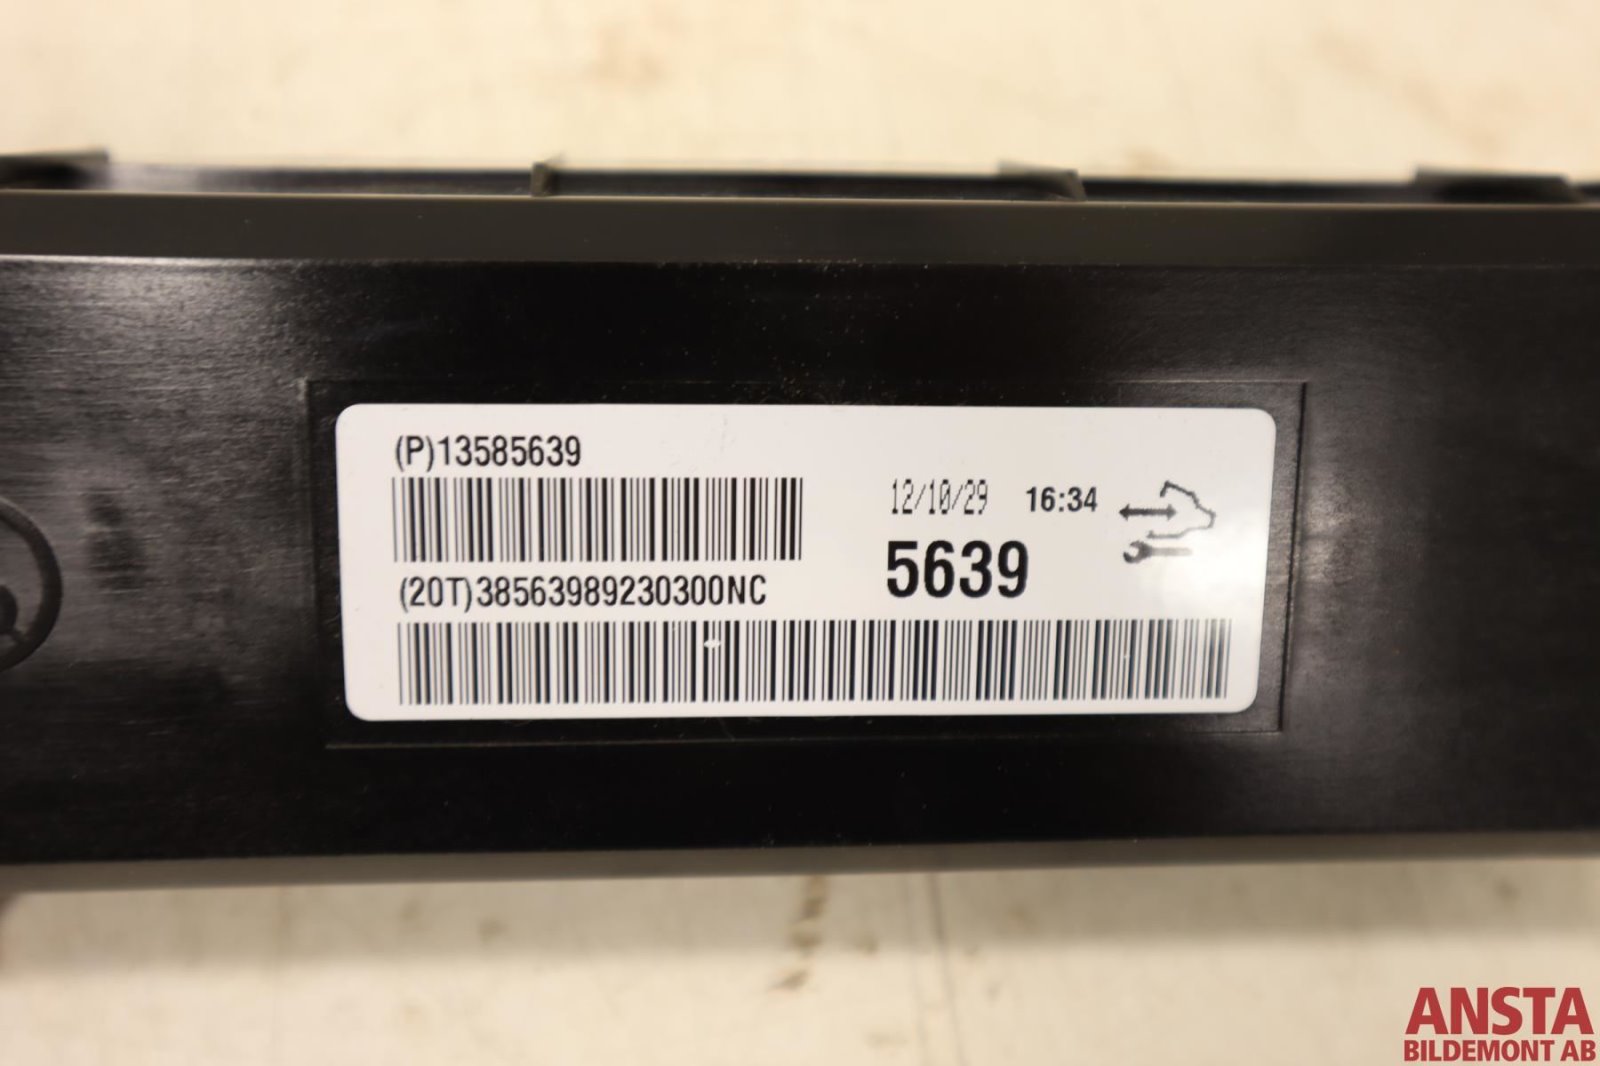 (P)13585639
12/10/29 16:34
5639
(20T)38563989230300NC
ANSTA
BILDEMONT AB